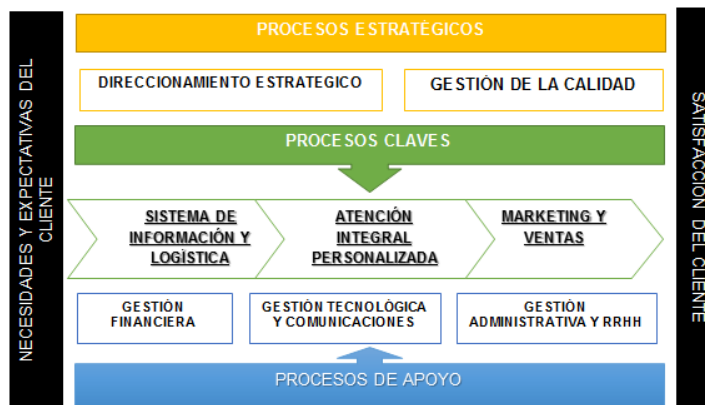 NECESIDADES Y EXPECTATIVAS DEL
CLIENTE
PROCESOS ESTRATÉGICOS
DIRECCIONAMIENTO ESTRATEGICO
GESTIÓN DE LA CALIDAD
PROCESOS CLAVES
SISTEMA DE
INFORMACIÓN Y
LOGÍSTICA
ATENCIÓN
INTEGRAL
PERSONALIZADA
MARKETING Y
VENTAS
GESTIÓN
FINANCIERA
GESTIÓN TECNOLÓGICA
Y COMUNICACIONES
GESTIÓN
ADMINISTRATIVA Y RRHH
PROCESOS DE APOYO
SATISFACCIÓN DEL CLIENTE